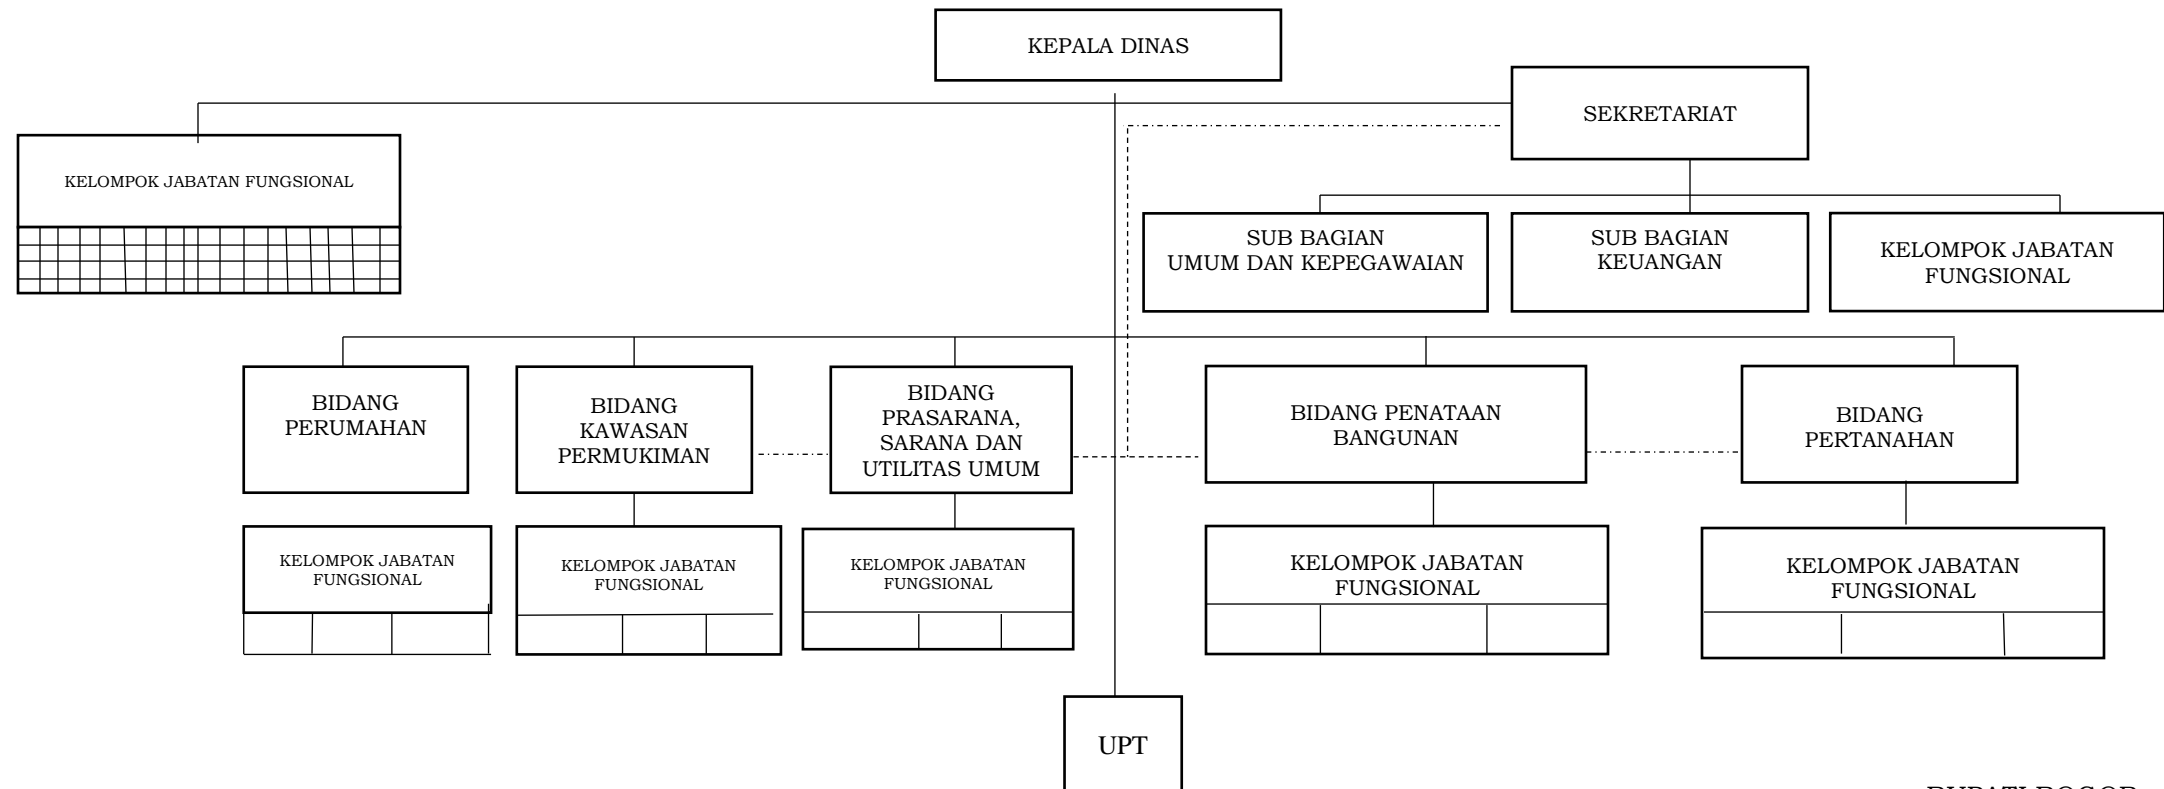 KEPALA DINAS
SEKRETARIAT
KELOMPOK JABATAN FUNGSIONAL
SUB BAGIAN
UMUM DAN KEPEGAWAIAN
SUB BAGIAN
KEUANGAN
KELOMPOK JABATAN
FUNGSIONAL
BIDANG
PERUMAHAN
BIDANG
KAWASAN
PERMUKIMAN
BIDANG
PRASARANA,
SARANA DAN
UTILITAS UMUM
BIDANG PENATAAN
BANGUNAN
BIDANG
PERTANAHAN
KELOMPOK JABATAN
FUNGSIONAL
KELOMPOK JABATAN
FUNGSIONAL
KELOMPOK JABATAN
FUNGSIONAL
KELOMPOK JABATAN
FUNGSIONAL
KELOMPOK JABATAN
FUNGSIONAL
UPT
BUPATI BOGOR